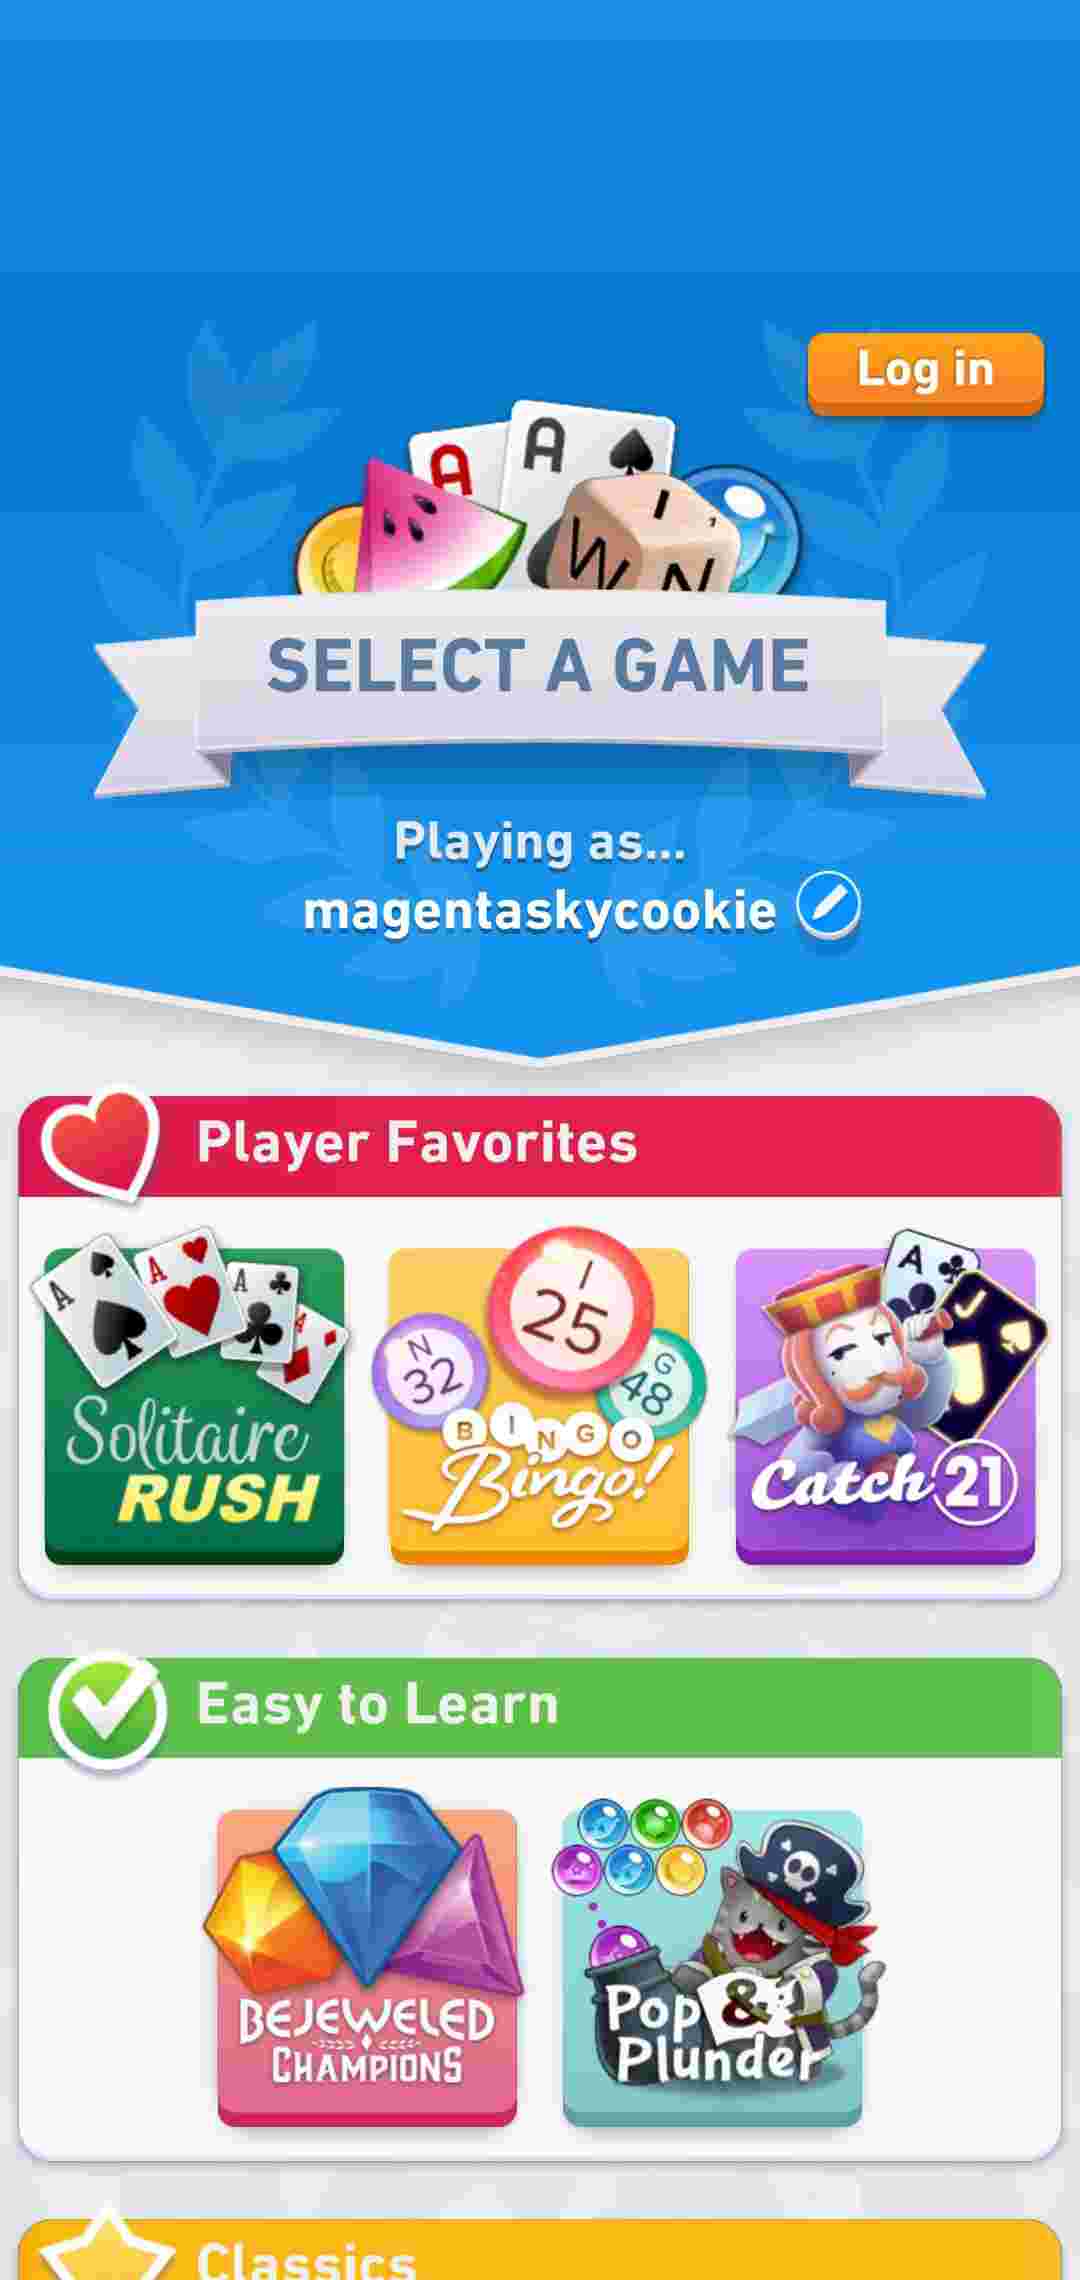 Log in
A
A
I
W N
SELECT A GAME
Playing as...
magentaskycookie
Player Favorites
A
A
A
A
Solitaire
RUSH
I
25
N
32
G
48
BINGO
Bingo!
A
J
Catch 21
Easy to Learn
BEJEWELED
CHAMPIONS
Pop &
Plunder
Classics